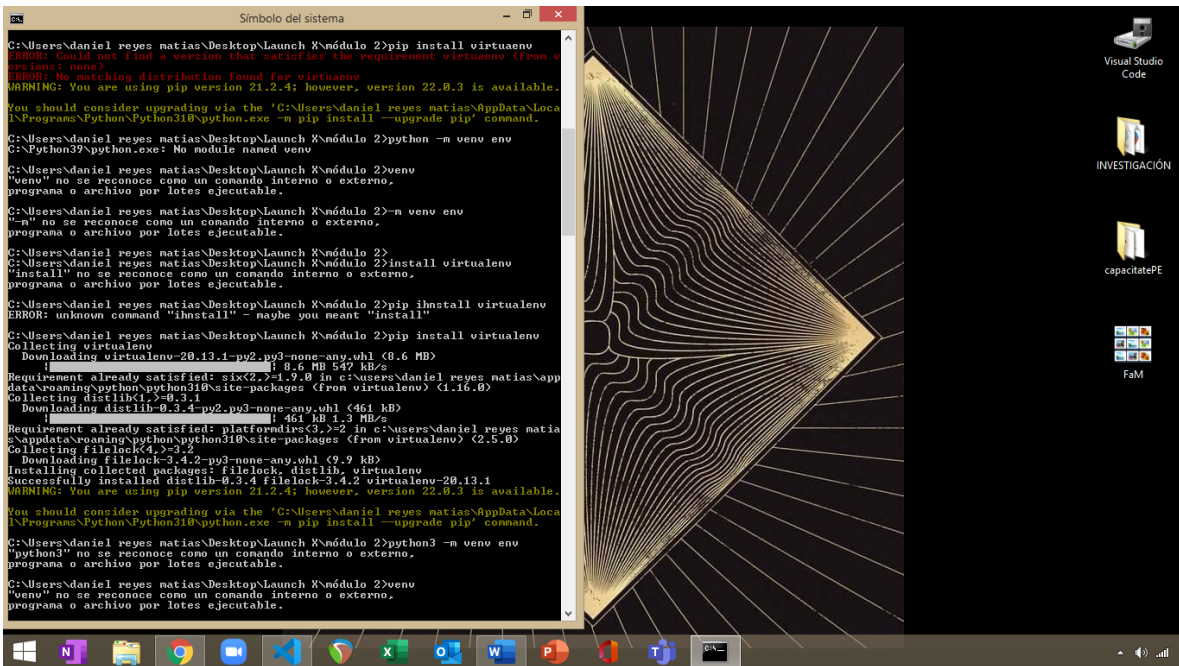 Símbolo del sistema
C:\Users\daniel reyes matias\Desktop\Launch X\módulo 2>pip install virtuaenv
ERROR: Could not find a version that satisfies the requirement virtuaenv (from v
ersions: none)
ERROR: No matching distribution found for virtuaenv
WARNING: You are using pip version 21.2.4; however, version 22.0.3 is available.
You should consider upgrading via the 'C:\Users\daniel reyes matias\AppData\Loca
l\Programs\Python\Python310\python.exe -m pip install --upgrade pip' command.
C:\Users\daniel reyes matias\Desktop\Launch X\módulo 2>python -m venv env
C:\Python39\python.exe: No module named venv
C:\Users\daniel reyes matias\Desktop\Launch X\módulo 2>venv
"venv" no se reconoce como un comando interno o externo,
programa o archivo por lotes ejecutable.
C:\Users\daniel reyes matias\Desktop\Launch X\módulo 2>-m venv env
"-m" no se reconoce como un comando interno o externo,
programa o archivo por lotes ejecutable.
C:\Users\daniel reyes matias\Desktop\Launch X\módulo 2>
C:\Users\daniel reyes matias\Desktop\Launch X\módulo 2>install virtualenv
"install" no se reconoce como un comando interno o externo,
programa o archivo por lotes ejecutable.
C:\Users\daniel reyes matias\Desktop\Launch X\módulo 2>pip ihnstall virtualenv
ERROR: unknown command "ihnstall" - maybe you meant "install"
C:\Users\daniel reyes matias\Desktop\Launch X\módulo 2>pip install virtualenv
Collecting virtualenv
Downloading virtualenv-20.13.1-py2.py3-none-any.whl (8.6 MB)
8.6 MB 547 kB/s
Requirement already satisfied: six<2,>=1.9.0 in c:\users\daniel reyes matias\app
data\roaming\python\python310\site-packages (from virtualenv) (1.16.0)
Collecting distlib<1,>=0.3.1
Downloading distlib-0.3.4-py2.py3-none-any.whl (461 kB)
461 kB 1.3 MB/s
Requirement already satisfied: platformdirs<3,>=2 in c:\users\daniel reyes matia
s\appdata\roaming\python\python310\site-packages (from virtualenv) (2.5.0)
Collecting filelock<4,>=3.2
Downloading filelock-3.4.2-py3-none-any.whl (9.9 kB)
Installing collected packages: filelock, distlib, virtualenv
Successfully installed distlib-0.3.4 filelock-3.4.2 virtualenv-20.13.1
WARNING: You are using pip version 21.2.4; however, version 22.0.3 is available.
You should consider upgrading via the 'C:\Users\daniel reyes matias\AppData\Loca
l\Programs\Python\Python310\python.exe -m pip install --upgrade pip' command.
C:\Users\daniel reyes matias\Desktop\Launch X\módulo 2>python3 -m venv env
"python3" no se reconoce como un comando interno o externo,
programa o archivo por lotes ejecutable.
C:\Users\daniel reyes matias\Desktop\Launch X\módulo 2>venv
"venv" no se reconoce como un comando interno o externo,
programa o archivo por lotes ejecutable.
Visual Studio
Code
INVESTIGACIÓN
capacitatePE
FaM